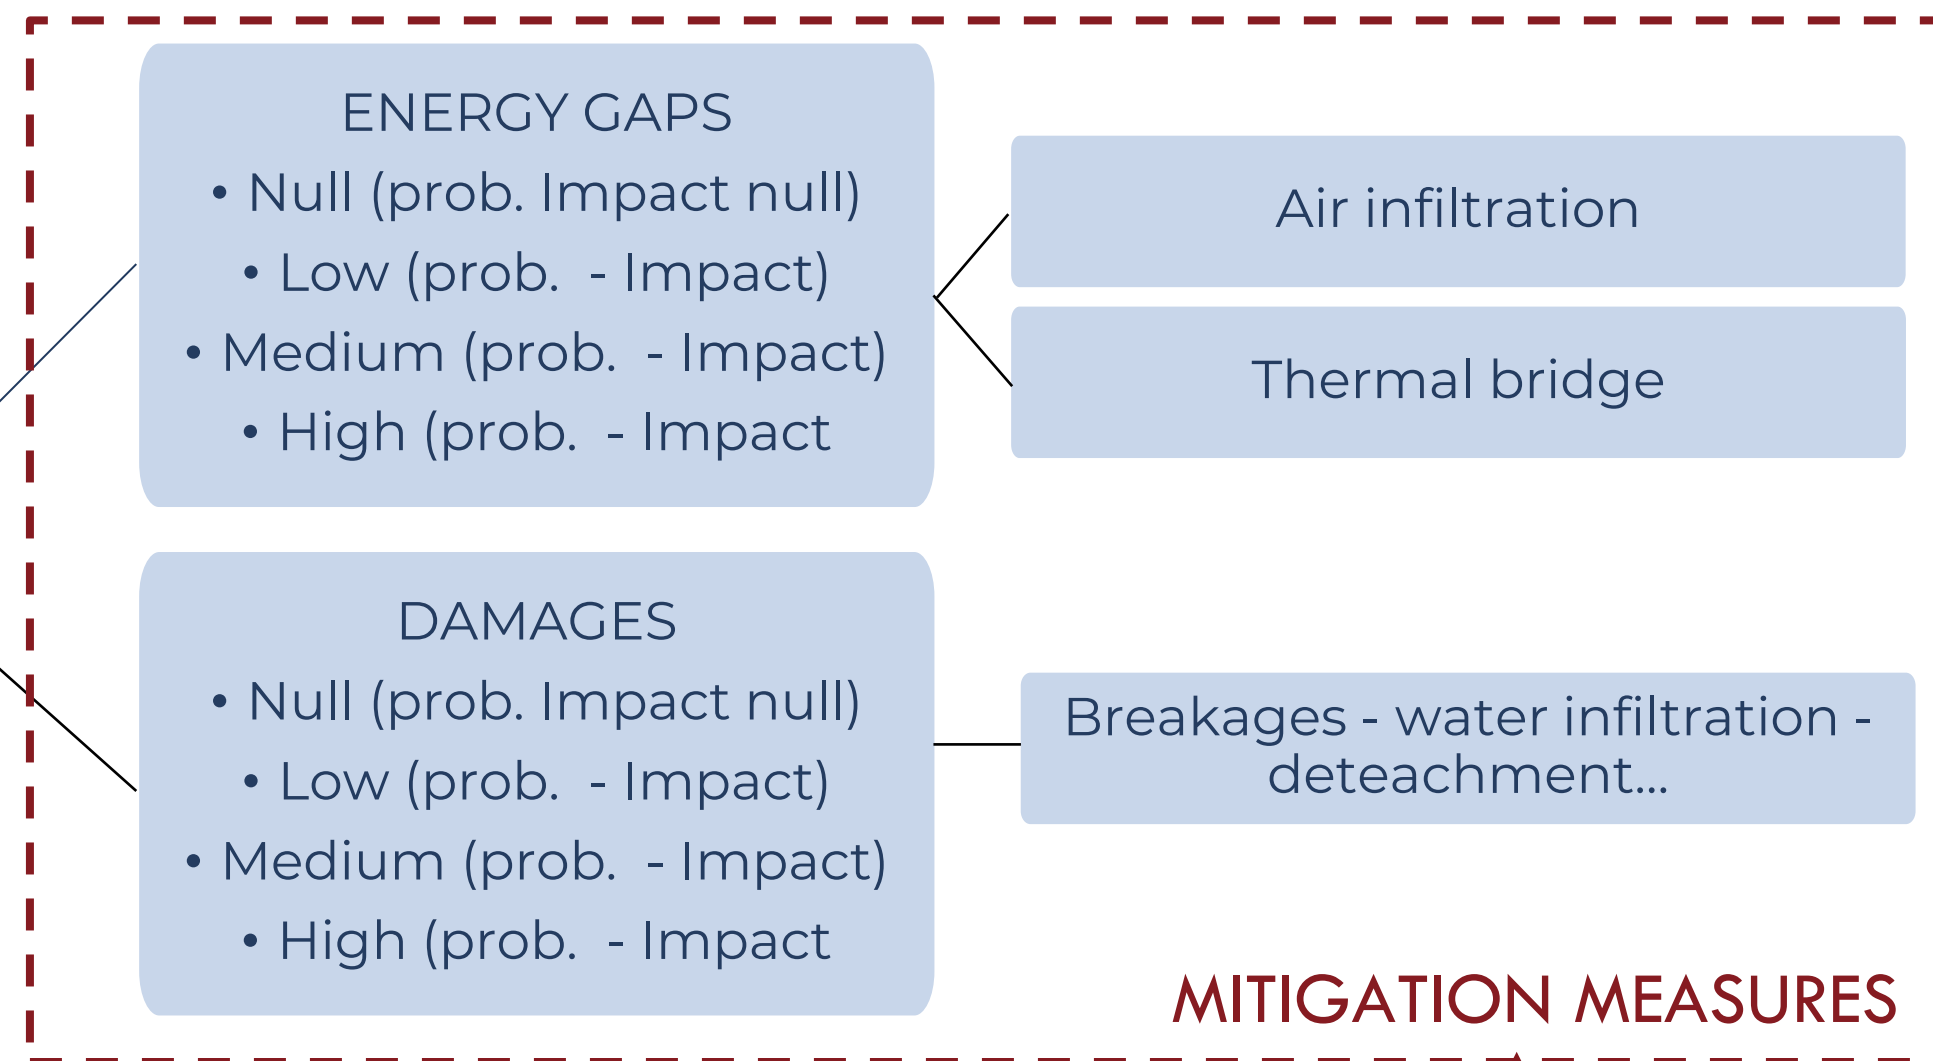 ENERGY GAPS
• Null (prob. Impact null)
• Low (prob.  - Impact)
• Medium (prob.  - Impact)
• High (prob.  - Impact
Air infiltration
Thermal bridge
DAMAGES
• Null (prob. Impact null)
• Low (prob.  - Impact)
• Medium (prob.  - Impact)
• High (prob.  - Impact
Breakages - water infiltration -
deteachment...
MITIGATION MEASURES